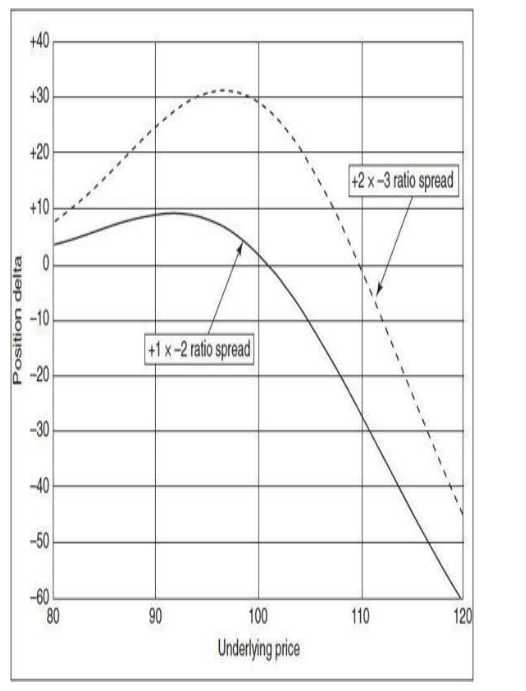 +40
+30
+20
+10
0
–10
–20
–30
–40
–50
–60
Position delta
+2 x –3 ratio spread
+1 x –2 ratio spread
80 90 100 110 120
Underlying price